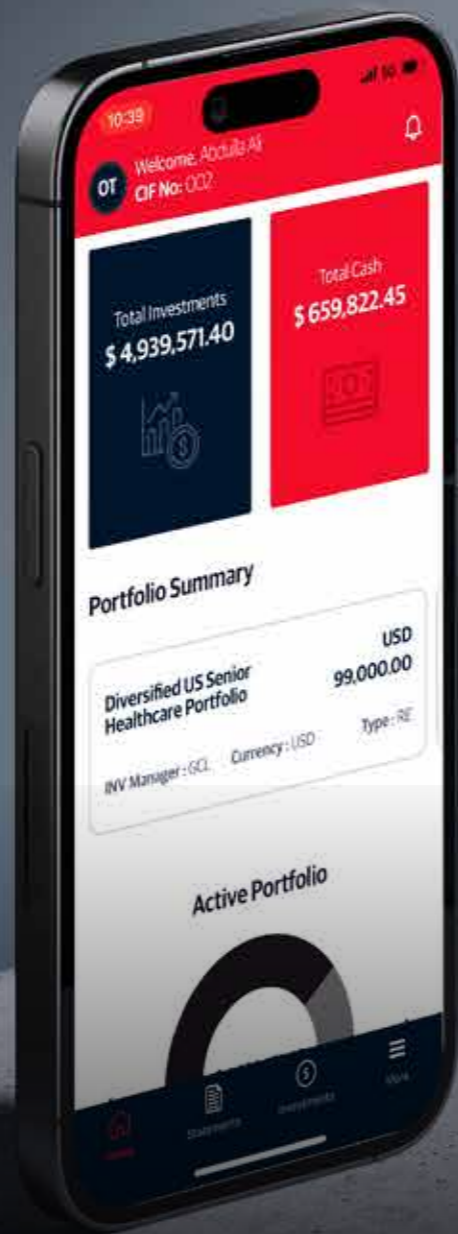 10:39
5G
OT
Welcome, Abdulla Ali
CIF No: 002
Total Investments
$ 4,939,571.40
Total Cash
$ 659,822.45
Portfolio Summary
Diversified US Senior
Healthcare Portfolio
USD
99,000.00
INV Manager : GCL
Currency : USD
Type : RE
Active Portfolio
Home
Statements
Investments
More